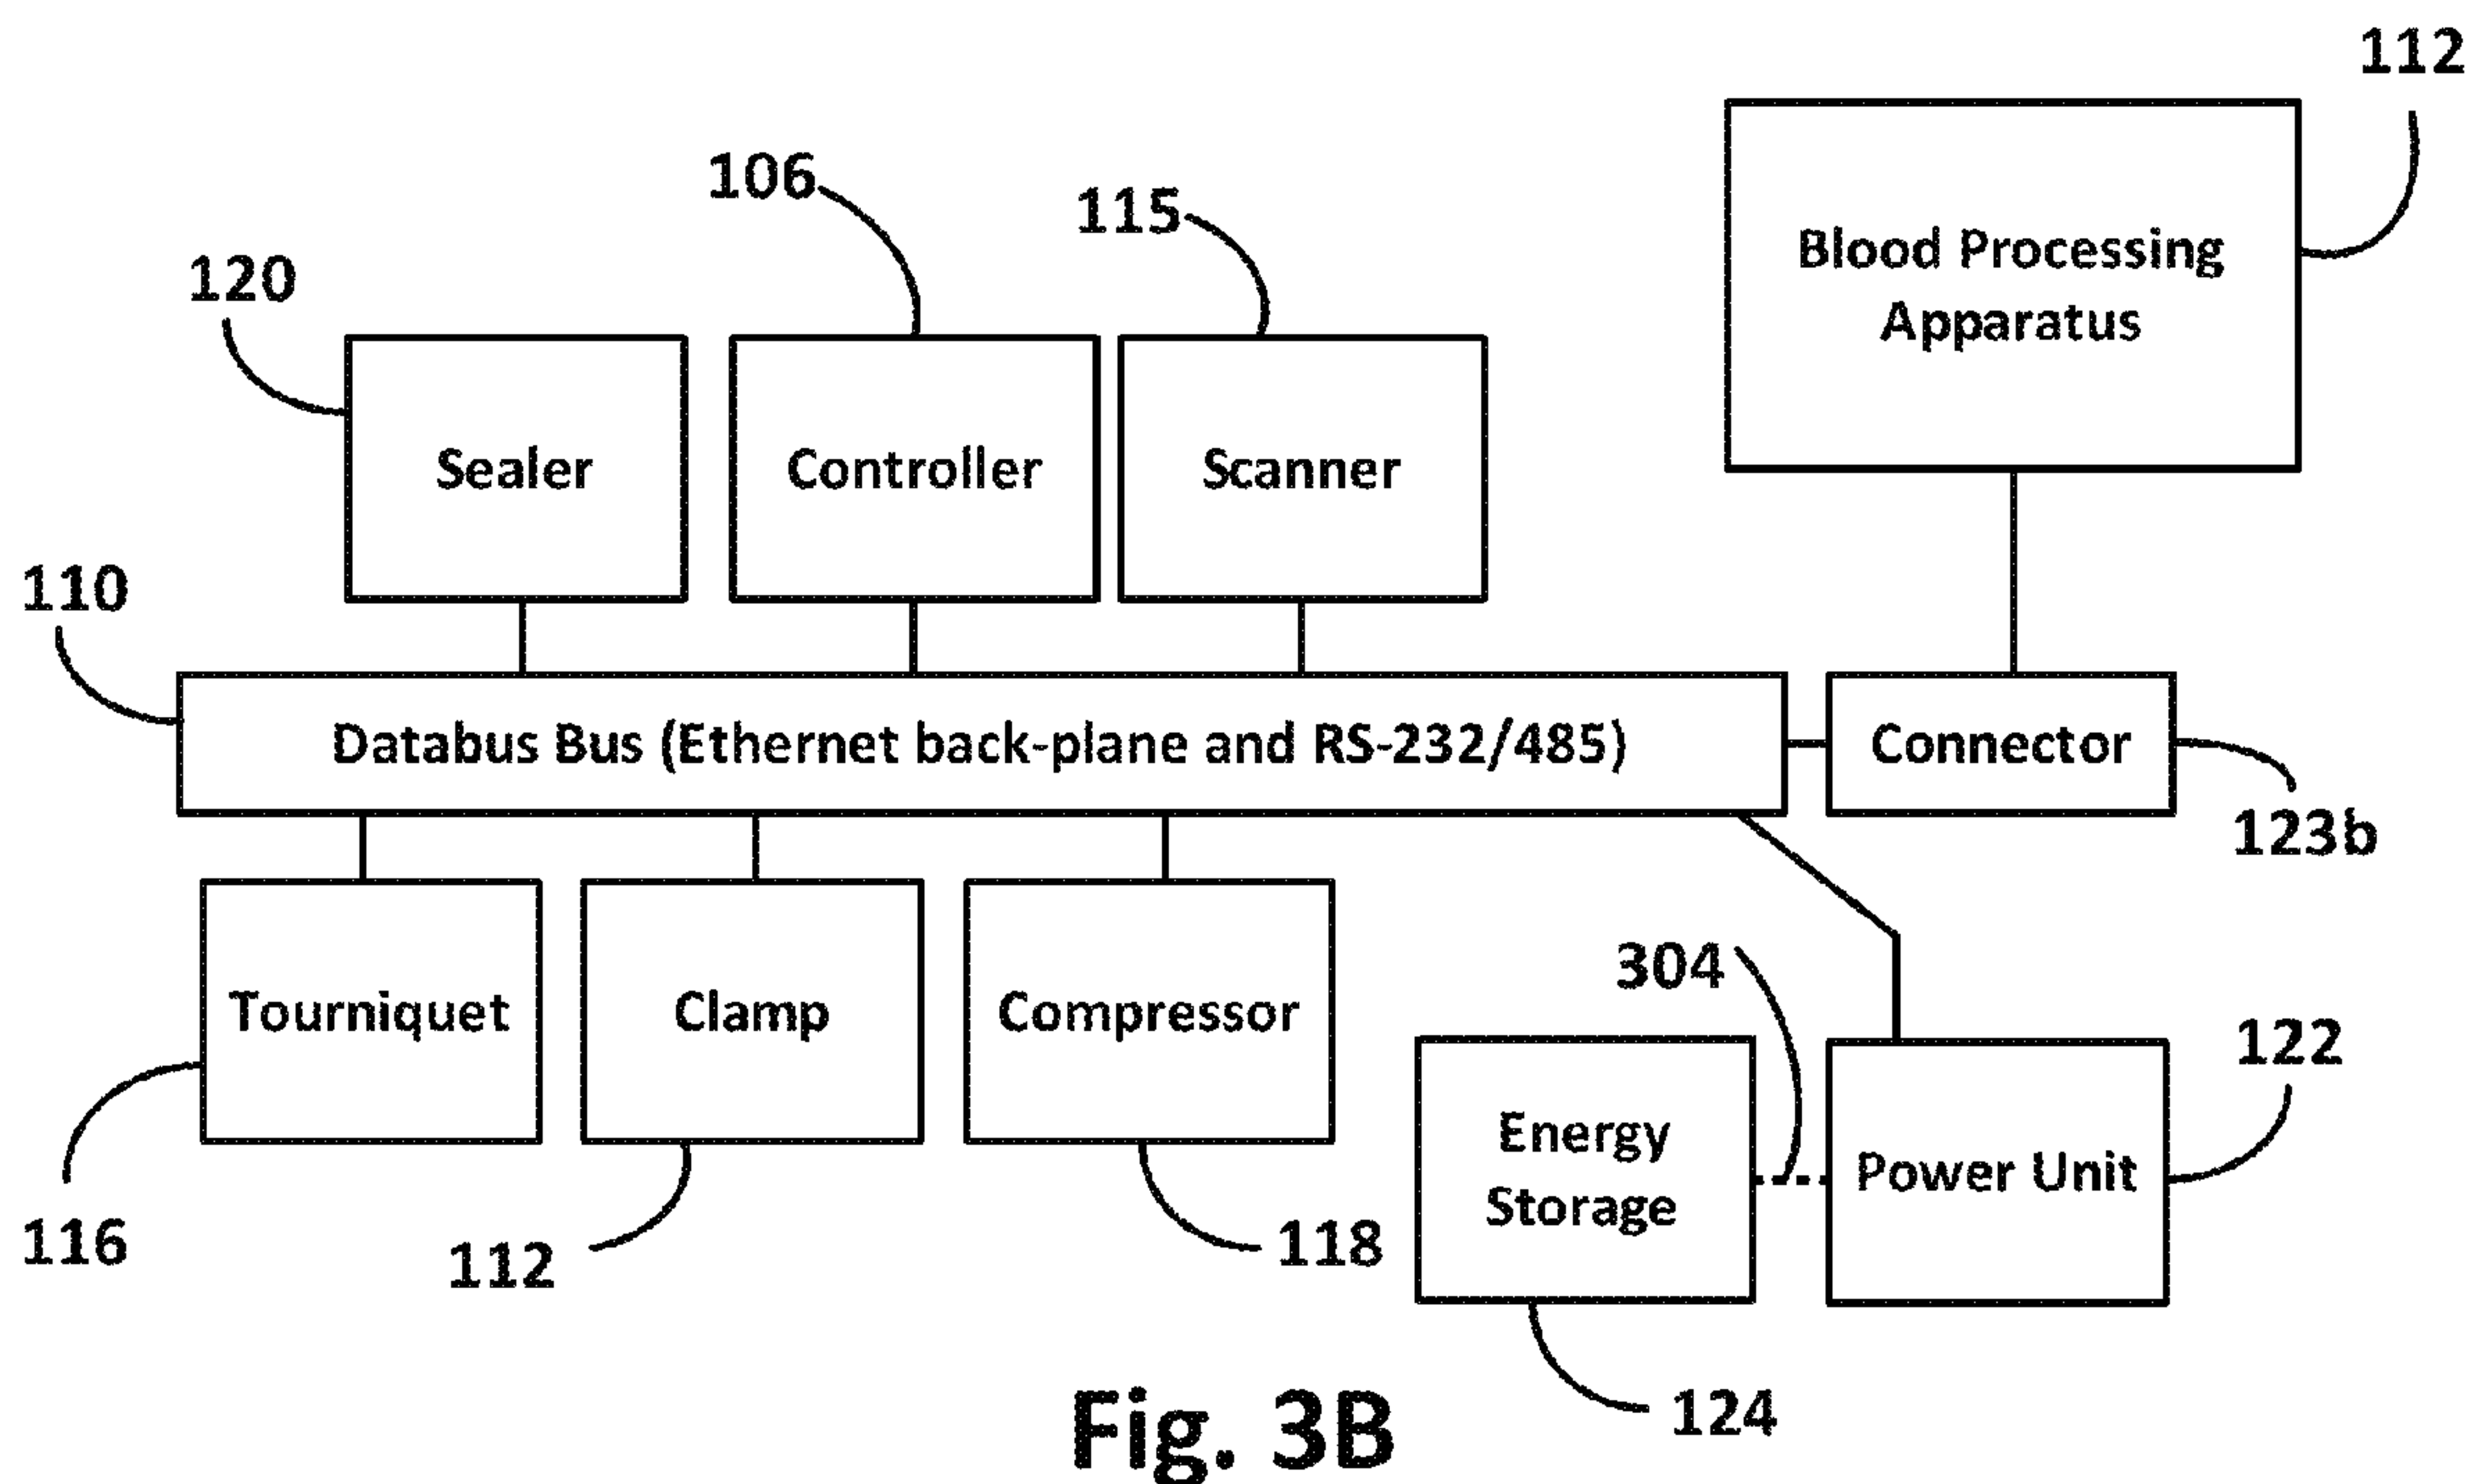 112
106
115
120
Blood Processing
Apparatus
Sealer
Controller
Scanner
110
Databus Bus (Ethernet back-plane and RS-232/485)
Connector
123b
304
Tourniquet
Clamp
Compressor
122
Energy
Storage
Power Unit
116
112
118
124
Fig. 3B